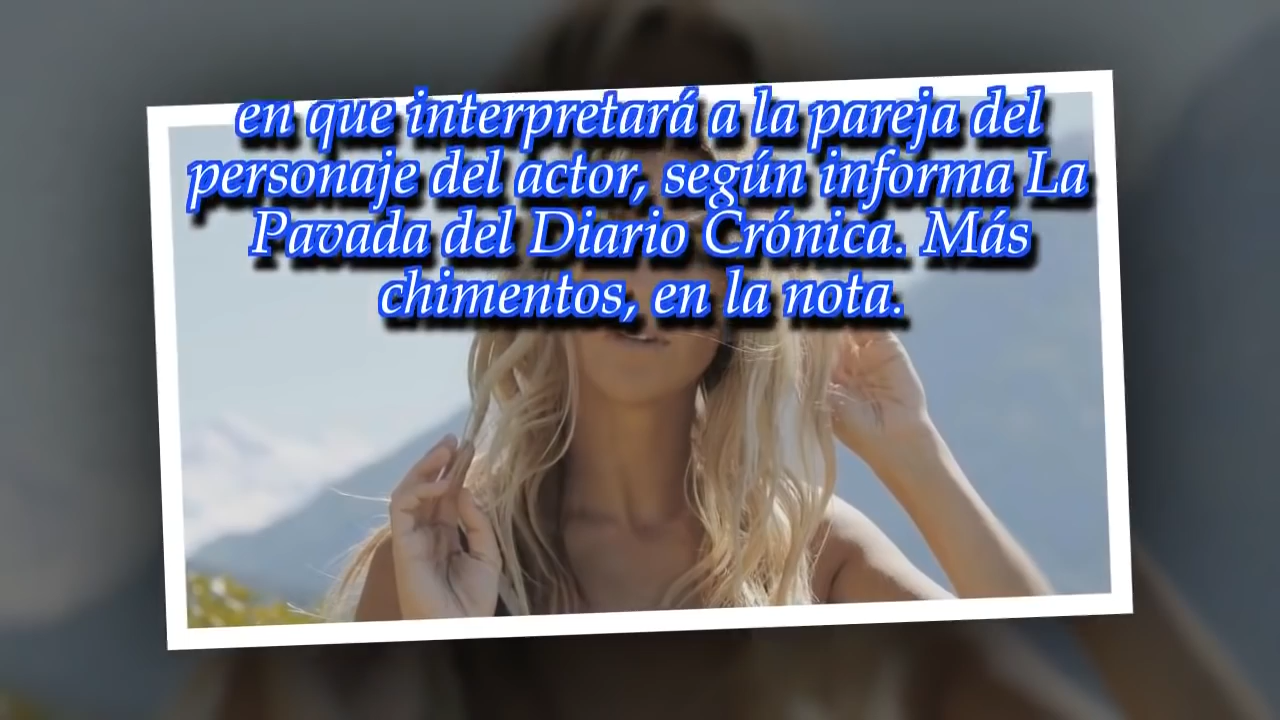 en que interpretará a la pareja del
personaje del actor, según informa La
Pavada del Diario Crónica. Más
chimentos, en la nota.